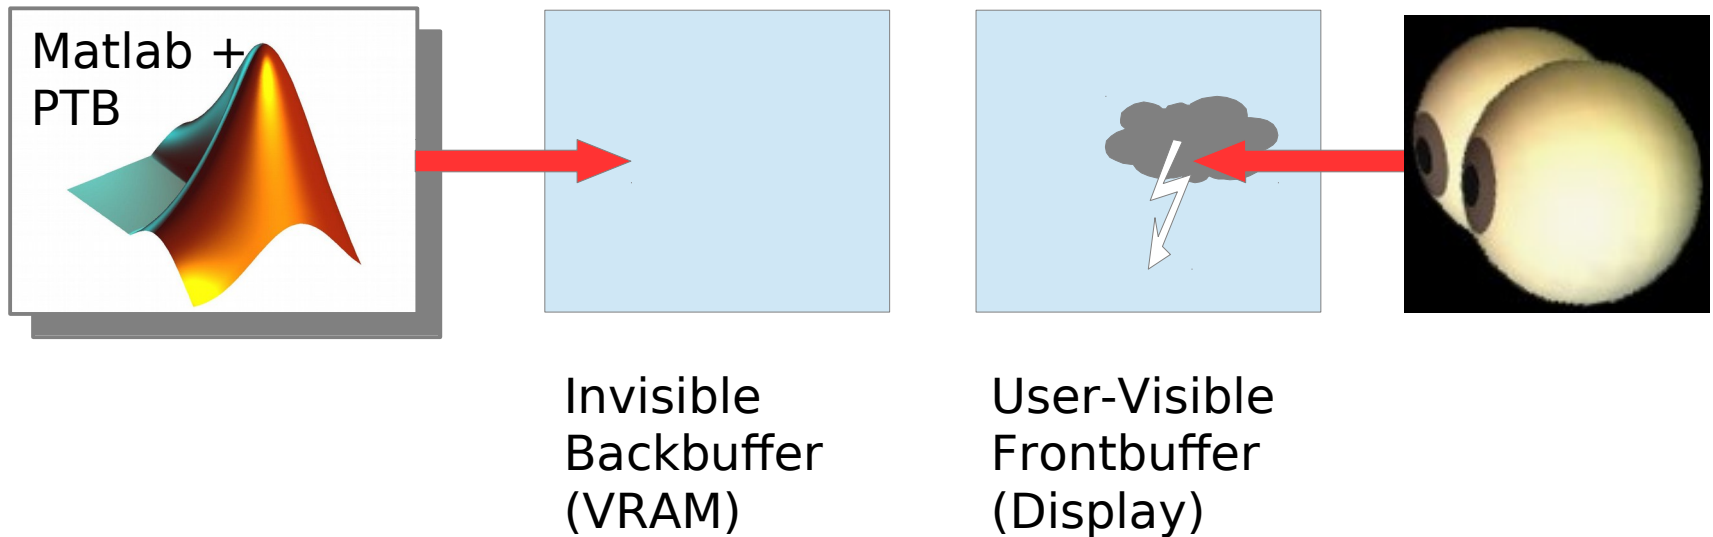 Matlab +
PTB
Invisible
Backbuffer
(VRAM)
User-Visible
Frontbuffer
(Display)